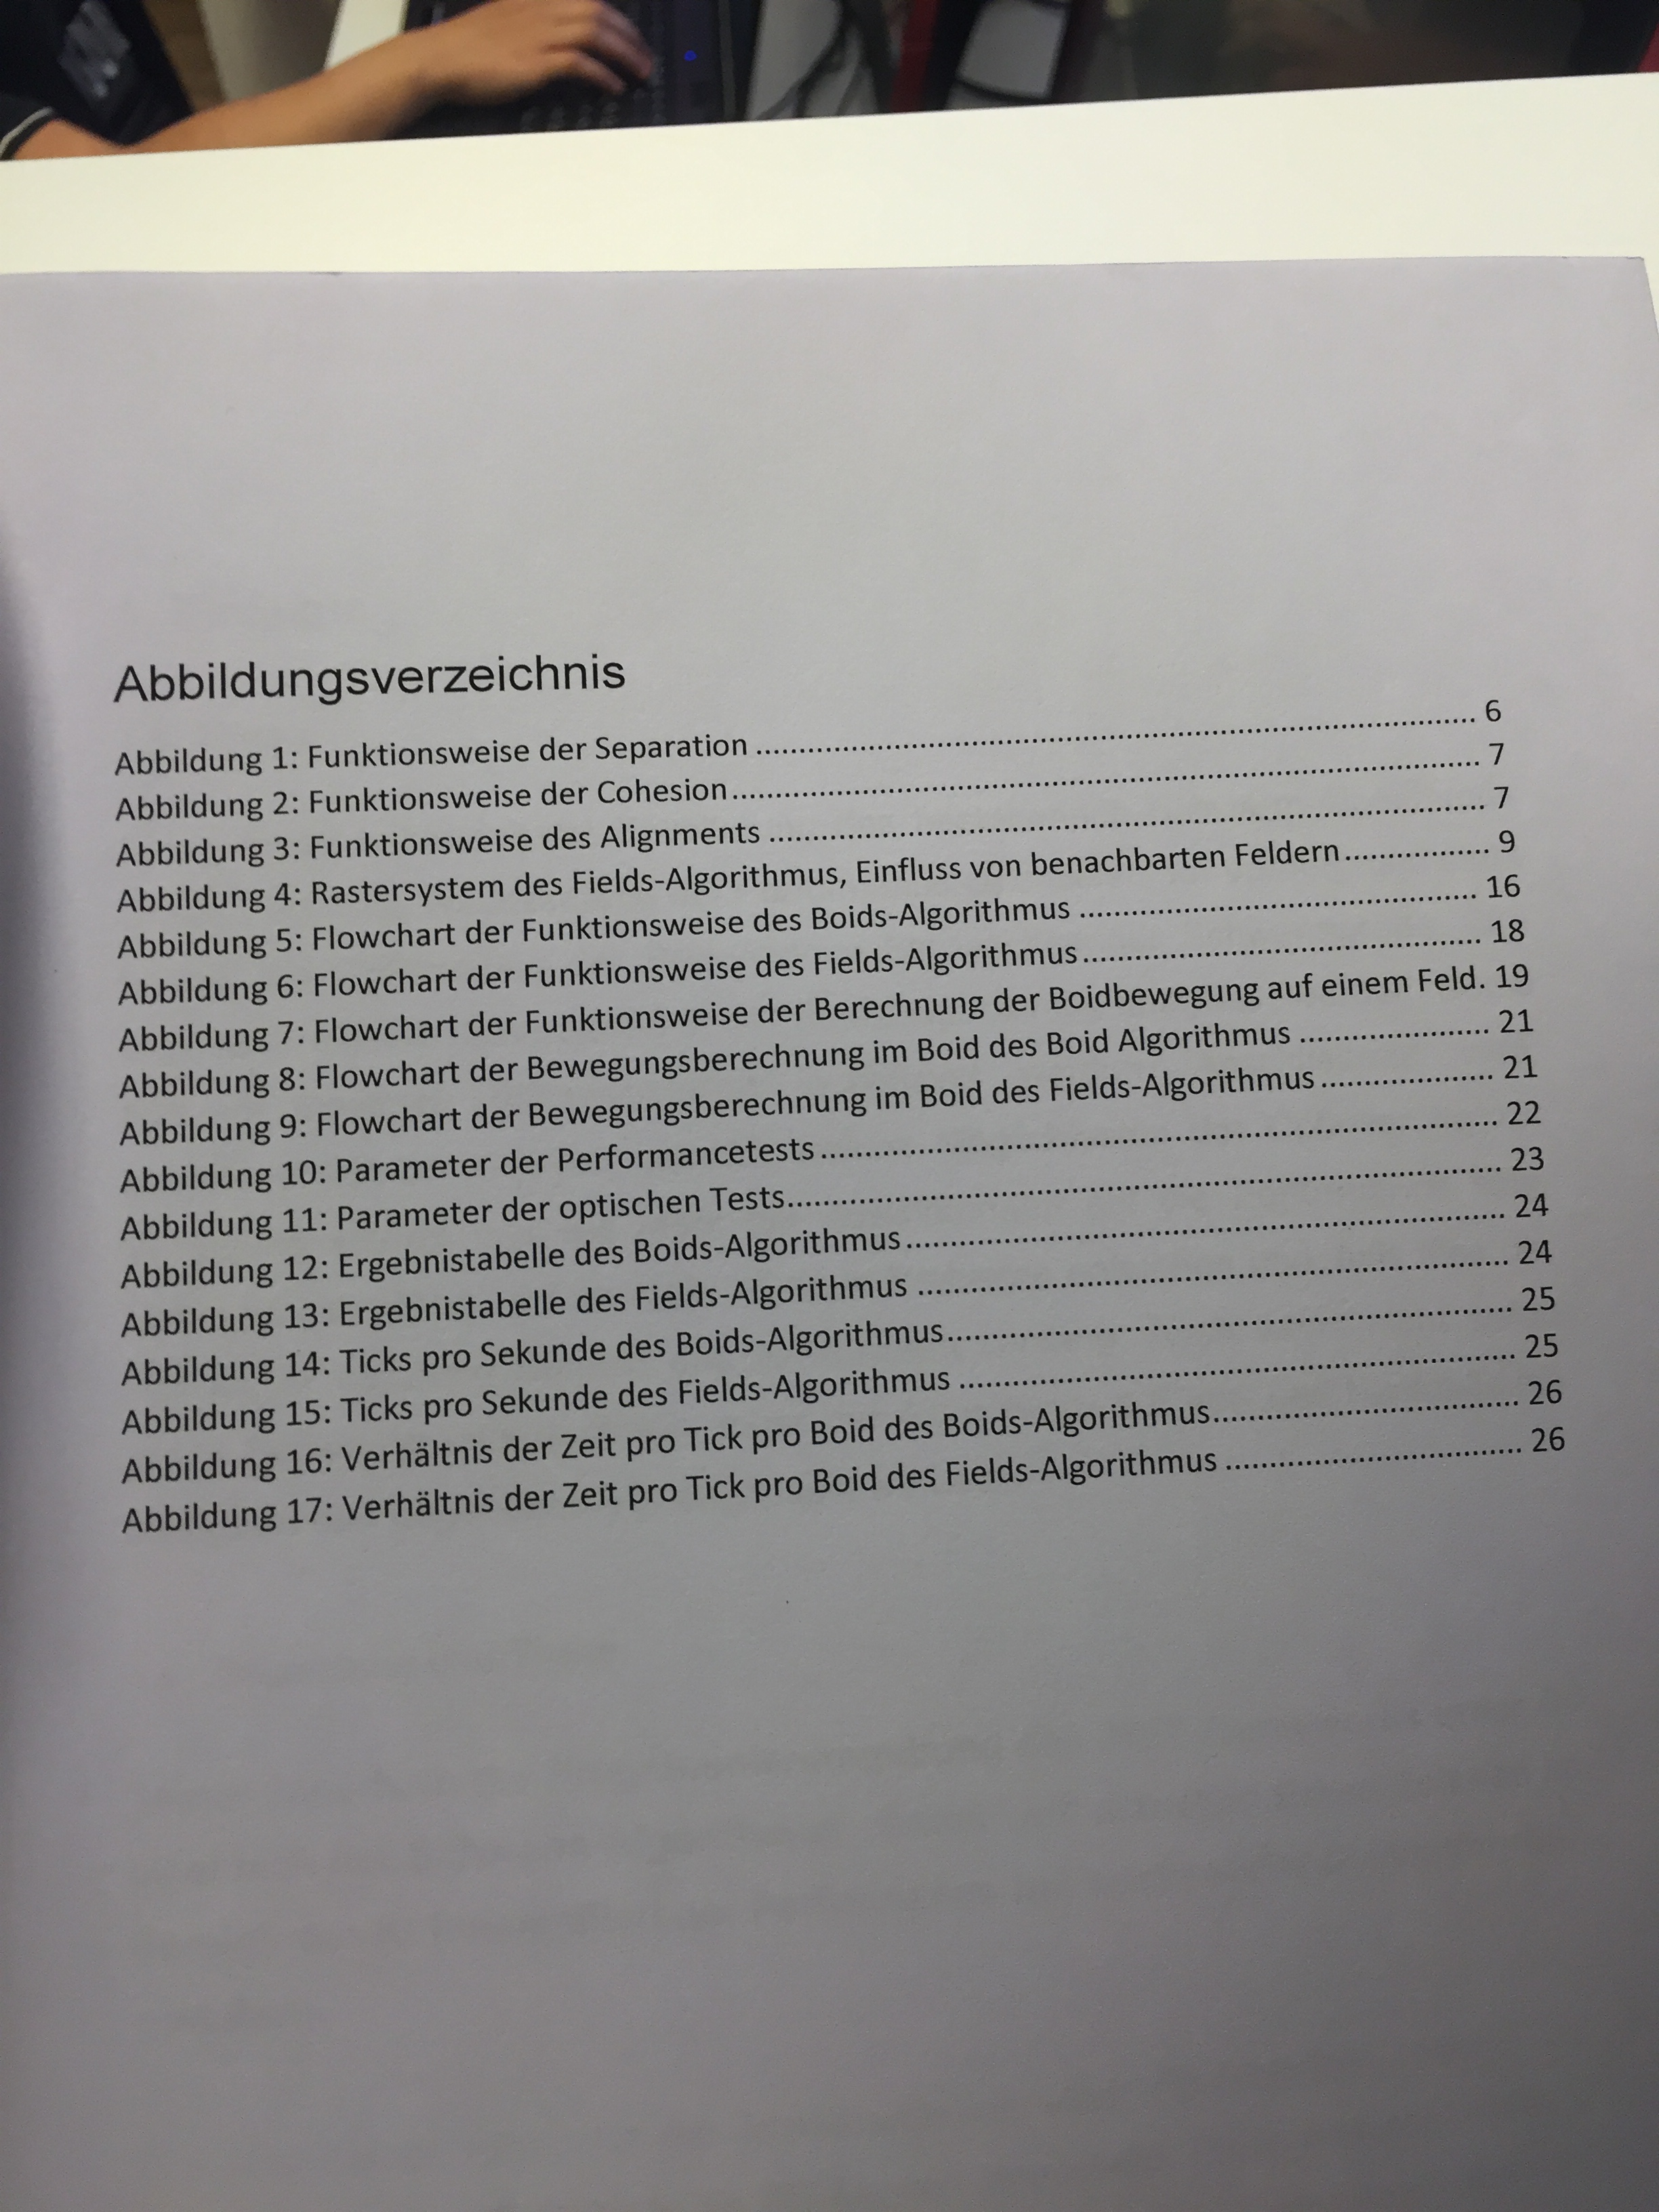 Abbildungsverzeichnis
Abbildung 1: Funktionsweise der Separation ........ 6
Abbildung 2: Funktionsweise der Cohesion ........ 7
Abbildung 3: Funktionsweise des Alignments ........ 7
Abbildung 4: Rastersystem des Fields-Algorithmus, Einfluss von benachbarten Feldern ........ 9
Abbildung 5: Flowchart der Funktionsweise des Boids-Algorithmus ........ 16
Abbildung 6: Flowchart der Funktionsweise des Fields-Algorithmus ........ 18
Abbildung 7: Flowchart der Funktionsweise der Berechnung der Boidbewegung auf einem Feld. 19
Abbildung 8: Flowchart der Bewegungsberechnung im Boid des Boid Algorithmus ........ 21
Abbildung 9: Flowchart der Bewegungsberechnung im Boid des Fields-Algorithmus ........ 21
Abbildung 10: Parameter der Performancetests ........ 22
Abbildung 11: Parameter der optischen Tests ........ 23
Abbildung 12: Ergebnistabelle des Boids-Algorithmus ........ 24
Abbildung 13: Ergebnistabelle des Fields-Algorithmus ........ 24
Abbildung 14: Ticks pro Sekunde des Boids-Algorithmus ........ 25
Abbildung 15: Ticks pro Sekunde des Fields-Algorithmus ........ 25
Abbildung 16: Verhältnis der Zeit pro Tick pro Boid des Boids-Algorithmus ........ 26
Abbildung 17: Verhältnis der Zeit pro Tick pro Boid des Fields-Algorithmus ........ 26